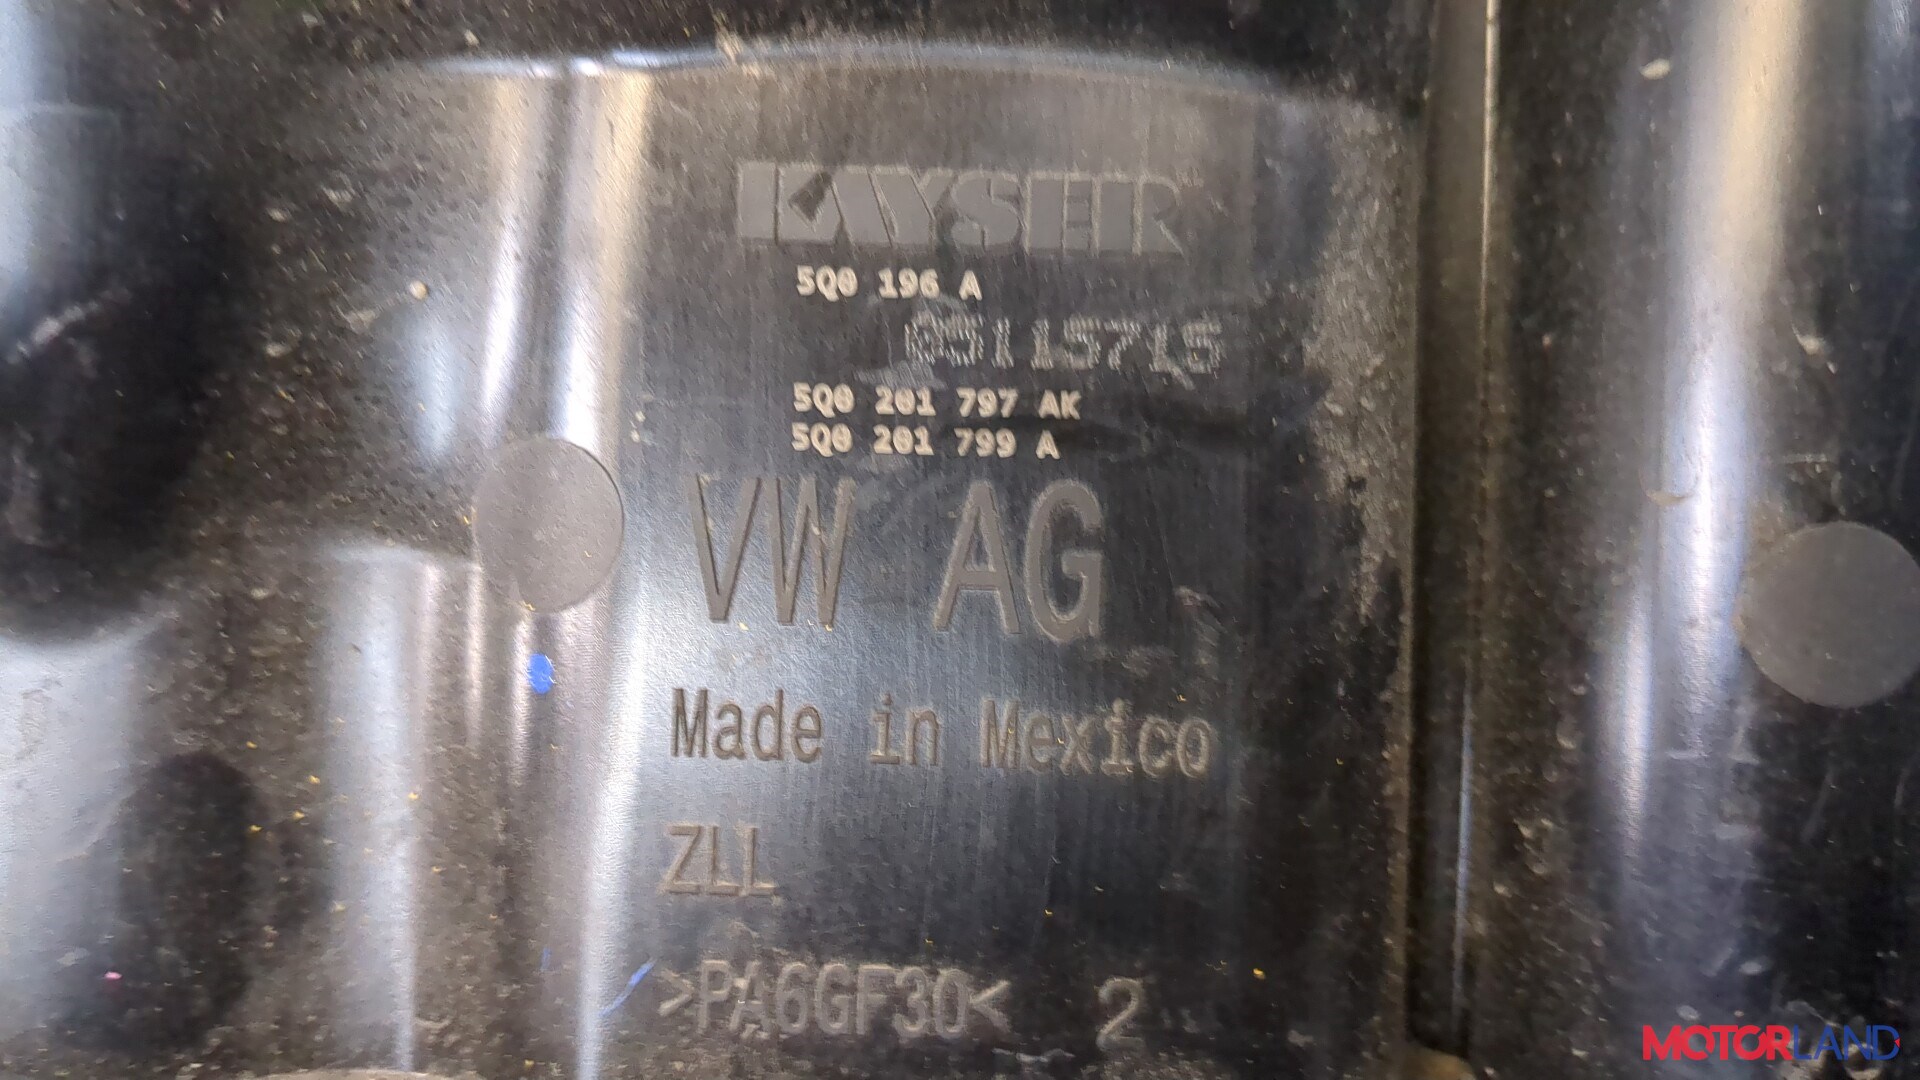 KAYSER
5Q0 196 A
05115715
5Q0 201 797 AK
5Q0 201 799 A
VW AG
Made in Mexico
ZLL
>PA6GF30< 2
MOTORLAND